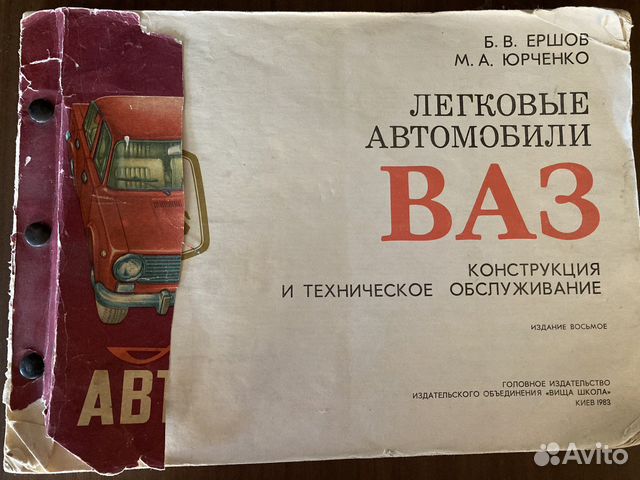 Б. В. ЕРШОВ
М. А. ЮРЧЕНКО
ЛЕГКОВЫЕ
АВТОМОБИЛИ
ВАЗ
КОНСТРУКЦИЯ
И ТЕХНИЧЕСКОЕ ОБСЛУЖИВАНИЕ
ИЗДАНИЕ ВОСЬМОЕ
ГОЛОВНОЕ ИЗДАТЕЛЬСТВО
ИЗДАТЕЛЬСКОГО ОБЪЕДИНЕНИЯ «ВИЩА ШКОЛА»
КИЕВ 1983
АВТ
Avito